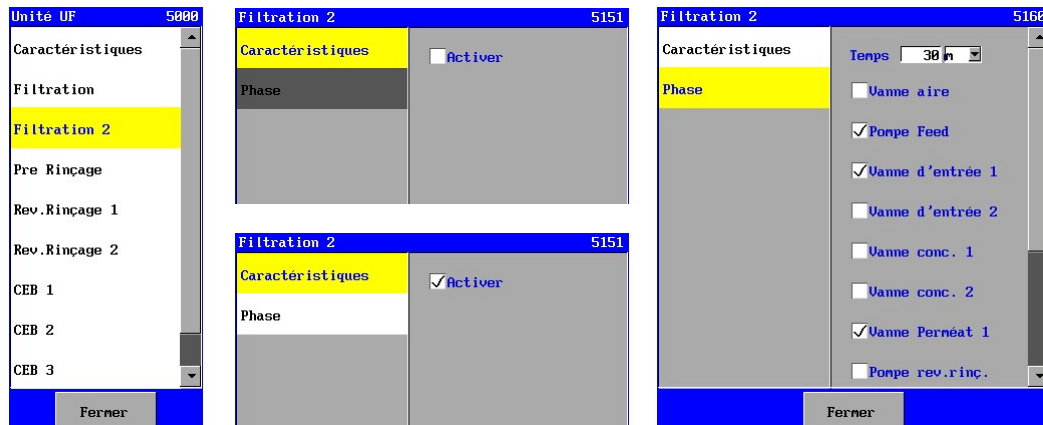 Unité UF 5000
Caractéristiques
Filtration
Filtration 2
Pre Rinçage
Rev.Rinçage 1
Rev.Rinçage 2
CEB 1
CEB 2
CEB 3
Fermer
Filtration 2 5151
Caractéristiques
Activer
Phase
Filtration 2 5151
Caractéristiques
Activer
Phase
Filtration 2 5160
Caractéristiques
Phase
Temps 30 m
Vanne aire
Pompe Feed
Vanne d'entrée 1
Vanne d'entrée 2
Vanne conc. 1
Vanne conc. 2
Vanne Perméat 1
Pompe rev.rinç.
Fermer